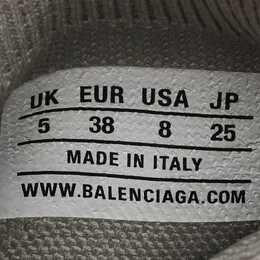 UK EUR USA JP
5 38 8 25
MADE IN ITALY
WWW.BALENCIAGA.COM